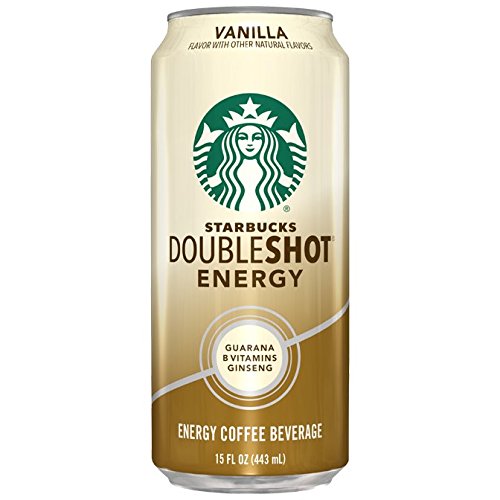 VANILLA
FLAVOR WITH OTHER NATURAL FLAVORS
®
STARBUCKS
DOUBLESHOT®
ENERGY
GUARANA
B VITAMINS
GINSENG
ENERGY COFFEE BEVERAGE
15 FL OZ (443 mL)